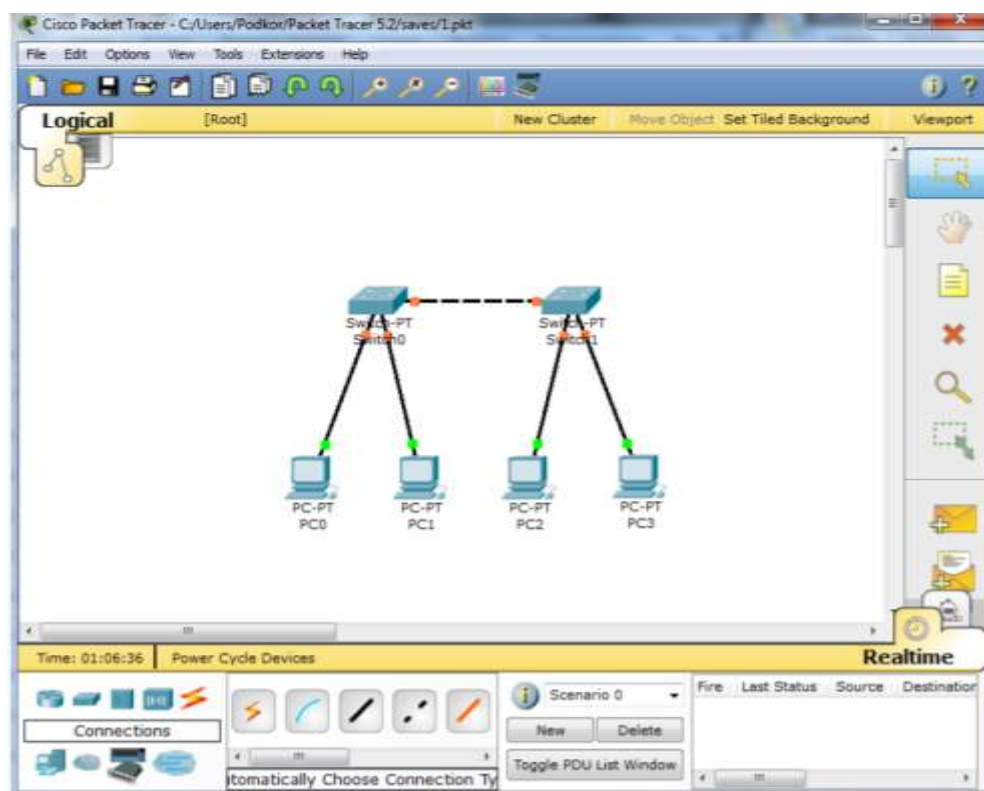 Cisco Packet Tracer - C:/Users/Podkor/Packet Tracer 5.2/saves/1.pkt
File Edit Options View Tools Extensions Help
Logical [Root] New Cluster Move Object Set Tiled Background Viewport
Switch-PT
Switch0
Switch-PT
Switch1
PC-PT
PC0
PC-PT
PC1
PC-PT
PC2
PC-PT
PC3
Time: 01:06:36 Power Cycle Devices Realtime
Connections
utomatically Choose Connection Ty
Scenario 0
New Delete
Toggle PDU List Window
Fire Last Status Source Destination